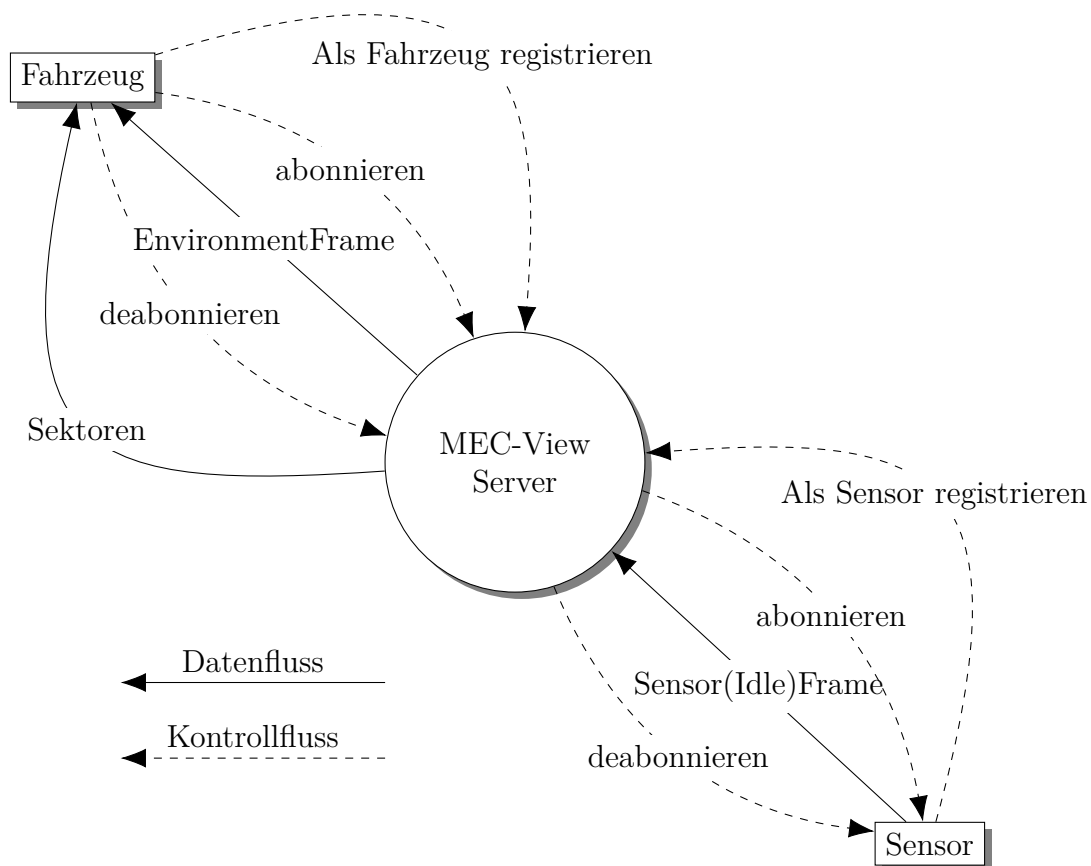 Als Fahrzeug registrieren
Fahrzeug
abonnieren
EnvironmentFrame
deabonnieren
Sektoren
MEC-View
Server
Als Sensor registrieren
abonnieren
Datenfluss
Sensor(Idle)Frame
Kontrollfluss
deabonnieren
Sensor